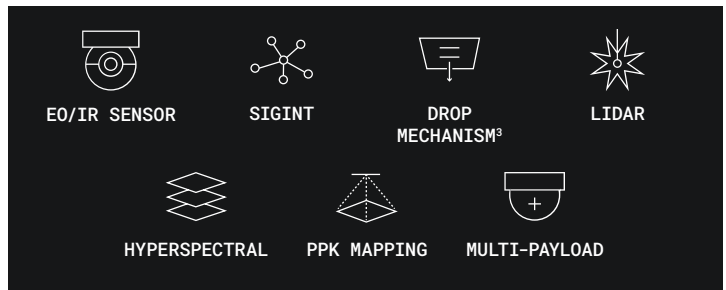 EO/IR SENSOR
SIGINT
DROP
MECHANISM³
LIDAR
HYPERSPECTRAL
PPK MAPPING
MULTI-PAYLOAD